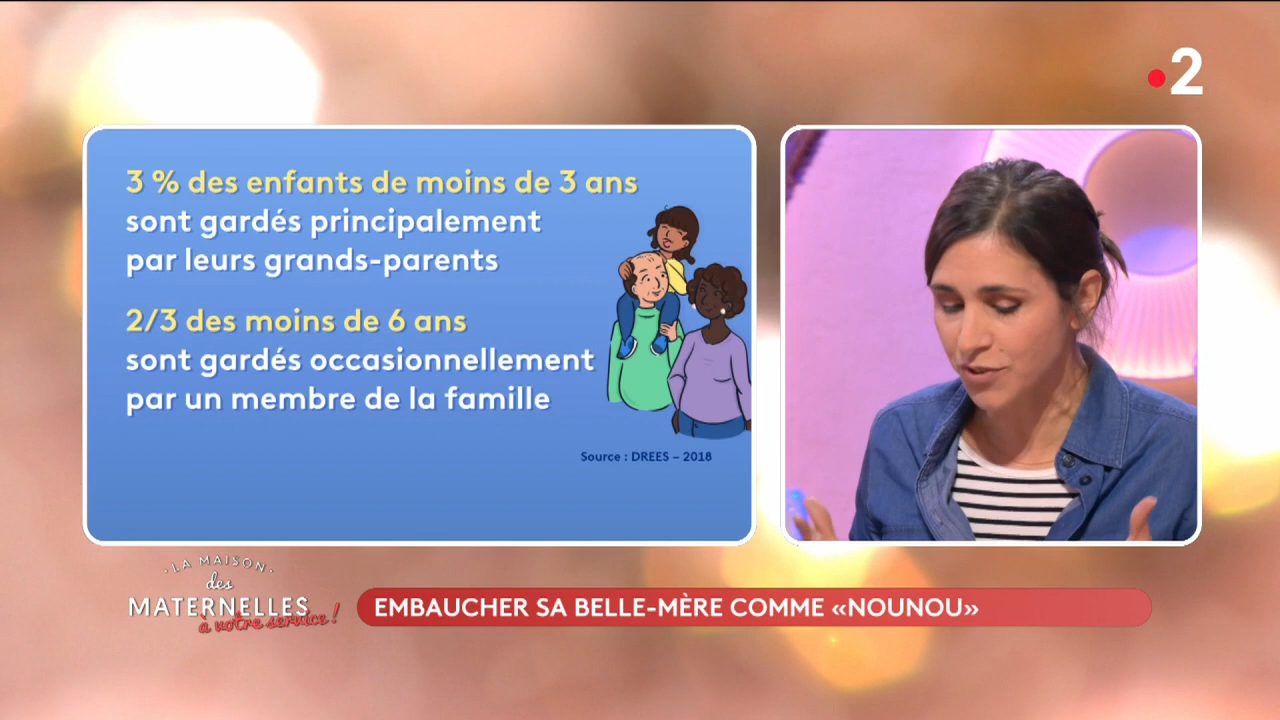 2
3 % des enfants de moins de 3 ans
sont gardés principalement
par leurs grands-parents
2/3 des moins de 6 ans
sont gardés occasionnellement
par un membre de la famille
Source : DREES – 2018
· LA MAISON ·
des
MATERNELLES
à votre service !
EMBAUCHER SA BELLE-MÈRE COMME «NOUNOU»